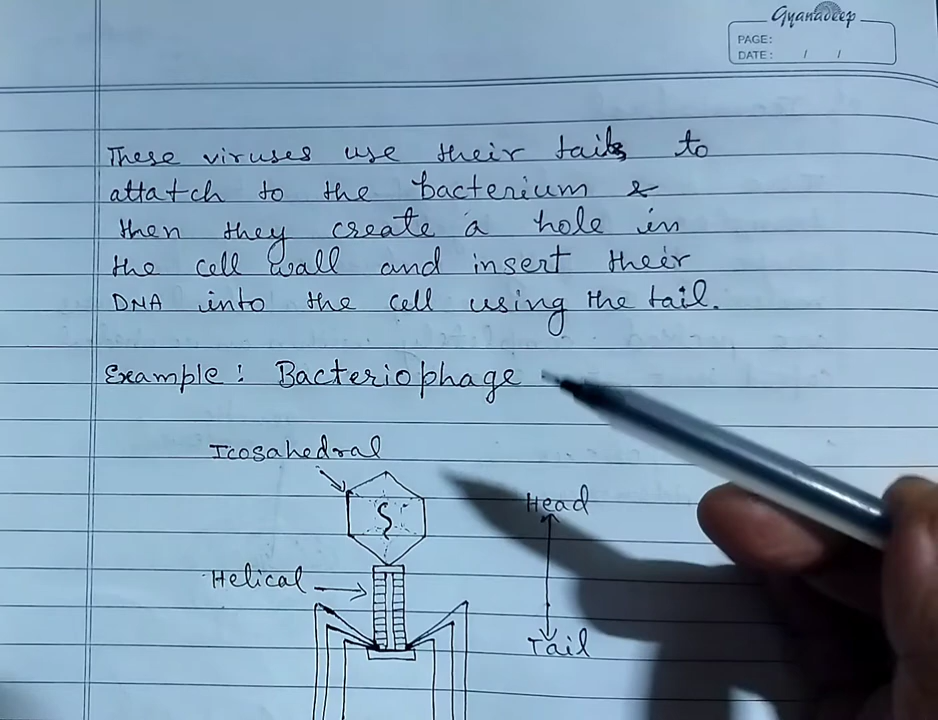 Gyanadeep
PAGE:
DATE: / /
These viruses use their tails to
attatch to the bacterium &
then they create a hole in
the cell wall and insert their
DNA into the cell using the tail.
Example: Bacteriophage
Icosahedral
Head
Helical
Tail